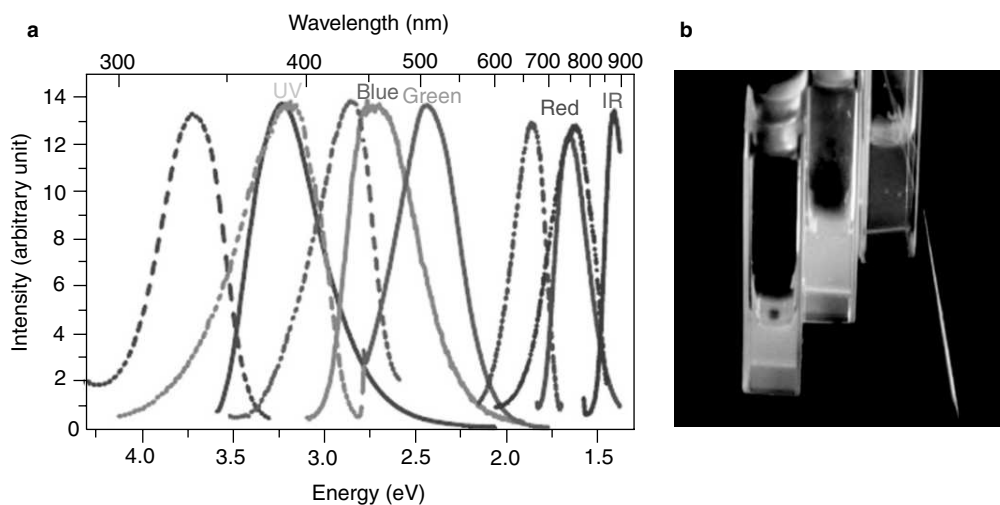 a
Wavelength (nm)
300 400 500 600 700 800 900
14
12
10
8
6
4
2
0
Intensity (arbitrary unit)
UV
Blue
Green
Red
IR
4.0 3.5 3.0 2.5 2.0 1.5
Energy (eV)
b